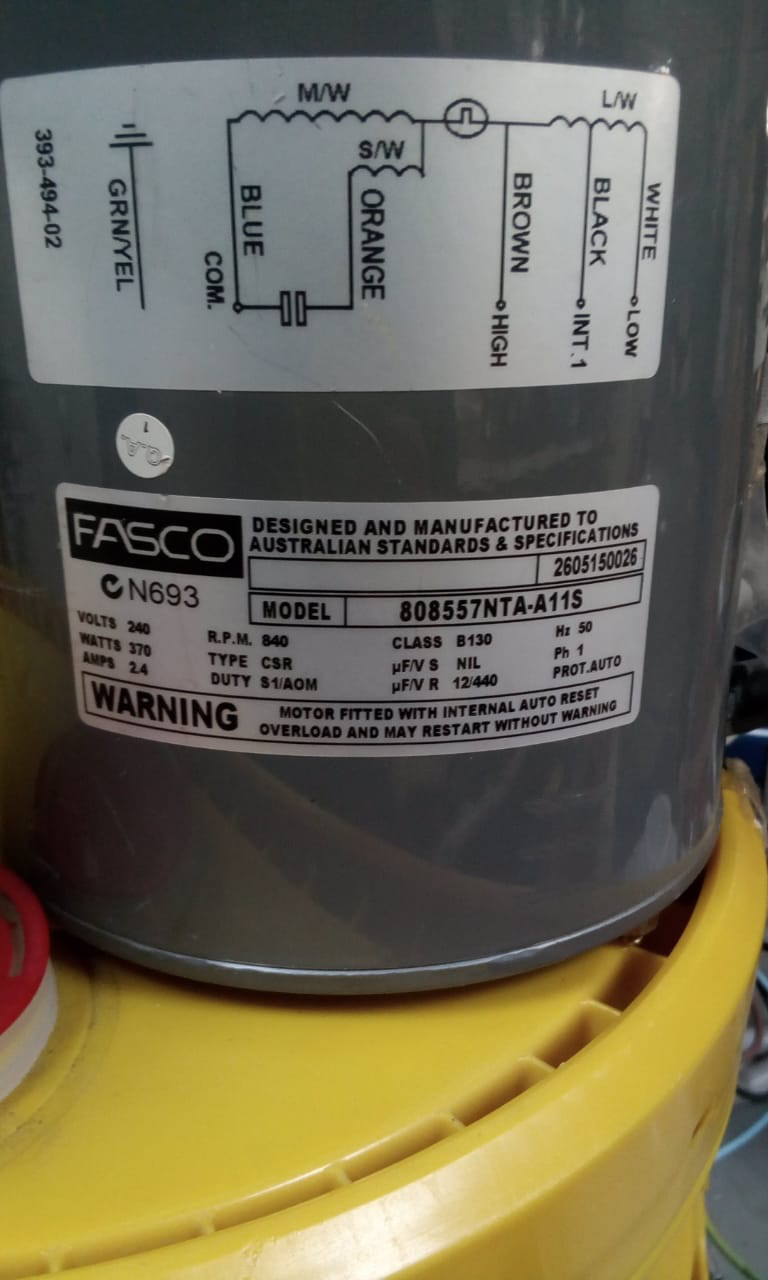 M/W
L/W
S/W
393-494-02
GRN/YEL
BLUE
COM.
ORANGE
BROWN
HIGH
BLACK
INT.1
WHITE
LOW
Q.A.
1
FASCO
N693
DESIGNED AND MANUFACTURED TO
AUSTRALIAN STANDARDS & SPECIFICATIONS
2605150026
MODEL 808557NTA-A11S
VOLTS 240 R.P.M. 840 CLASS B130 Hz 50
WATTS 370 TYPE CSR µF/V S NIL Ph 1
AMPS 2.4 DUTY S1/AOM µF/V R 12/440 PROT.AUTO
WARNING MOTOR FITTED WITH INTERNAL AUTO RESET
OVERLOAD AND MAY RESTART WITHOUT WARNING